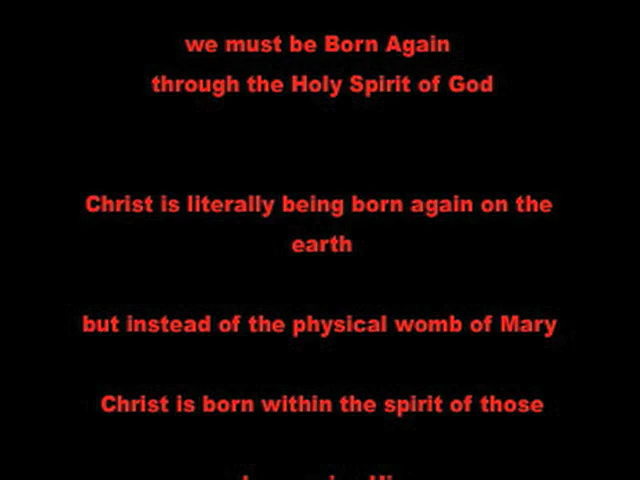 we must be Born Again
through the Holy Spirit of God
Christ is literally being born again on the
earth
but instead of the physical womb of Mary
Christ is born within the spirit of those